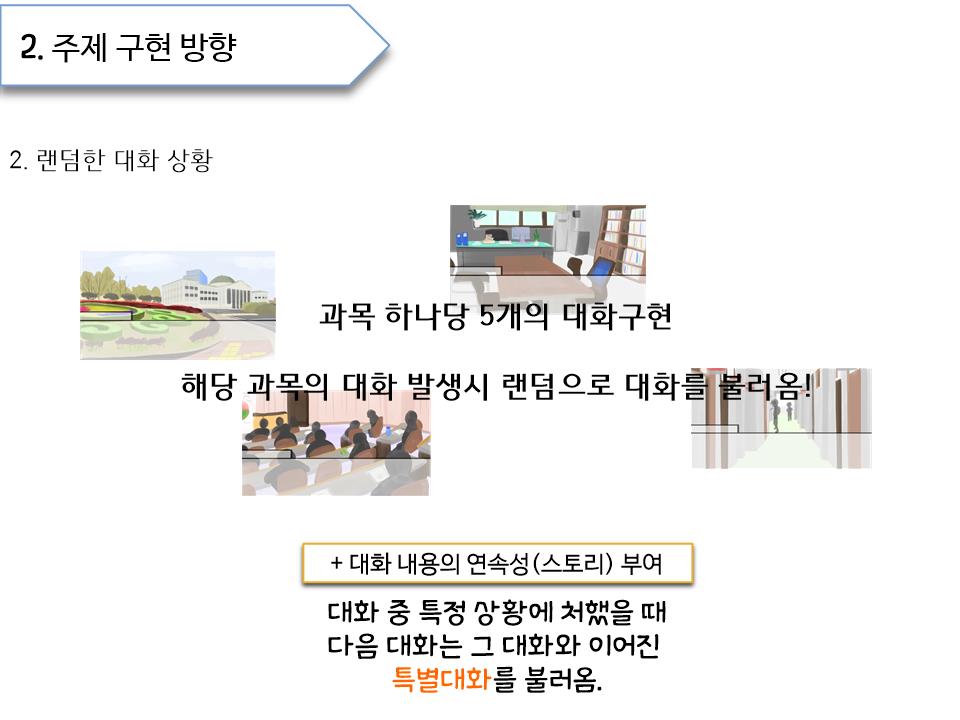 2. 주제 구현 방향
2. 랜덤한 대화 상황
과목 하나당 5개의 대화구현
해당 과목의 대화 발생시 랜덤으로 대화를 불러옴!
+ 대화 내용의 연속성(스토리) 부여
대화 중 특정 상황에 처했을 때
다음 대화는 그 대화와 이어진
특별대화를 불러옴.